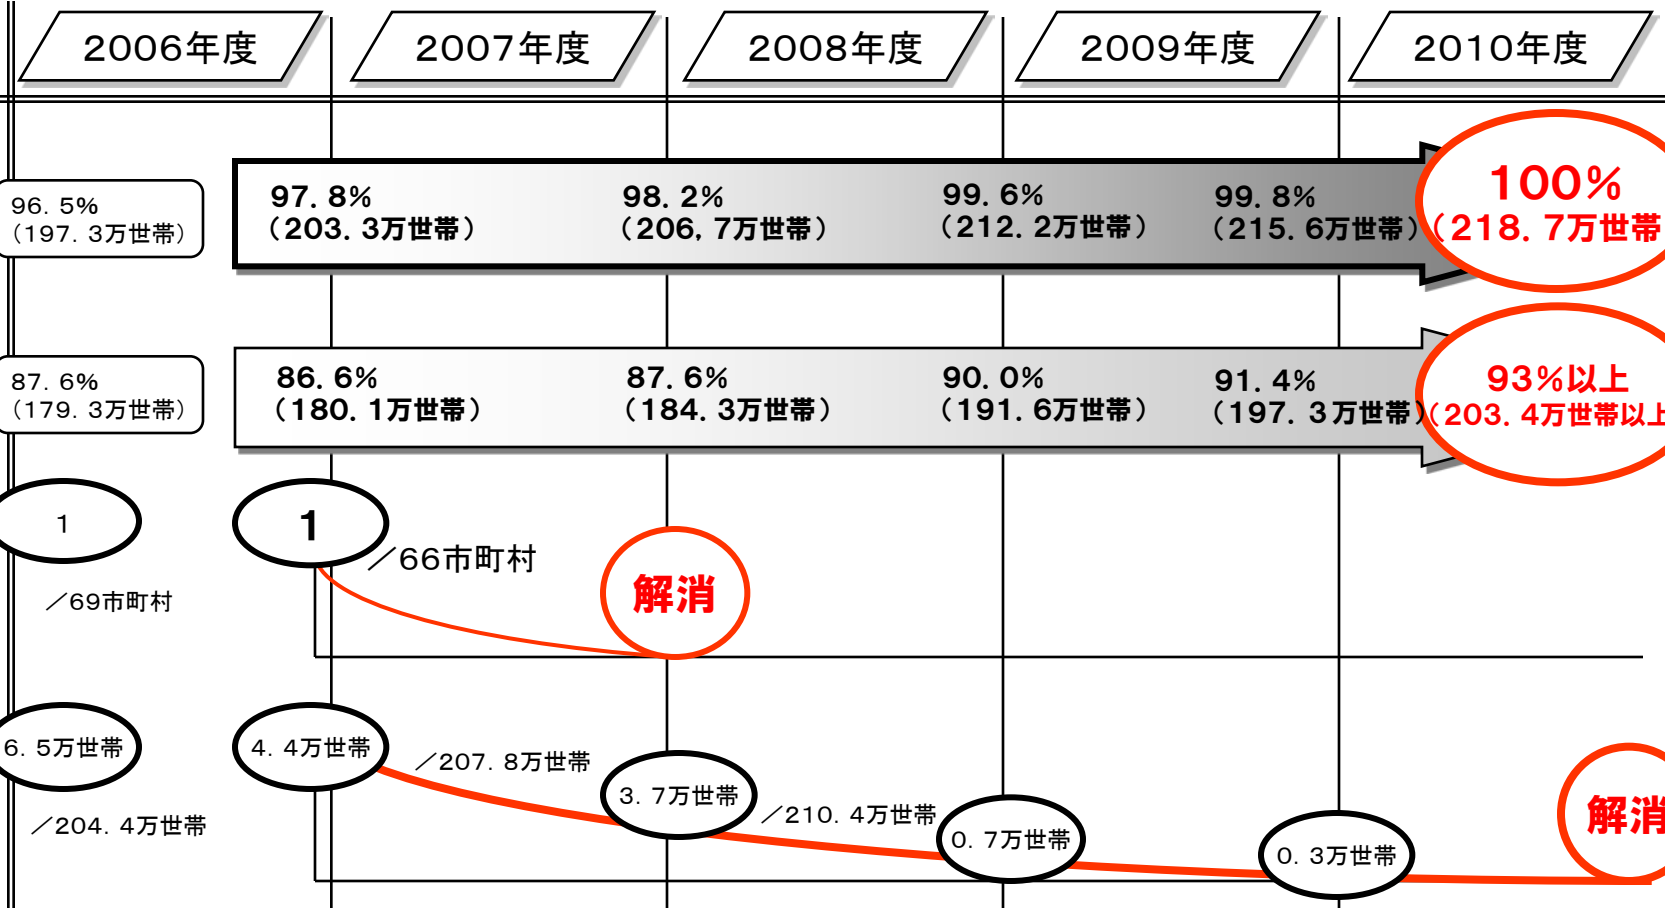 2006年度
2007年度
2008年度
2009年度
2010年度
96. 5%
（197. 3万世帯）
97. 8%
（203. 3万世帯）
98. 2%
（206, 7万世帯）
99. 6%
（212. 2万世帯）
99. 8%
（215. 6万世帯）
100%
（218. 7万世帯
87. 6%
（179. 3万世帯）
86. 6%
（180. 1万世帯）
87. 6%
（184. 3万世帯）
90. 0%
（191. 6万世帯）
91. 4%
（197. 3万世帯）
93%以上
（203. 4万世帯以上
1
／69市町村
1
／66市町村
解消
6. 5万世帯
／204. 4万世帯
4. 4万世帯
／207. 8万世帯
3. 7万世帯
／210. 4万世帯
0. 7万世帯
0. 3万世帯
解消